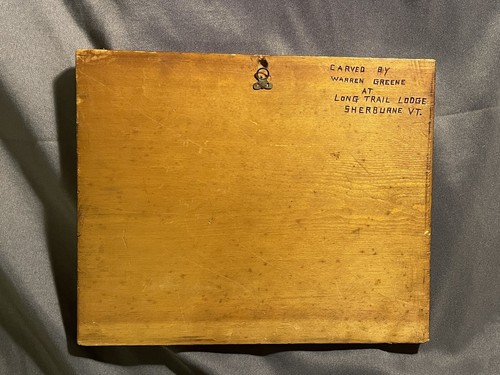 CARVED BY
WARREN GREENE
AT
LONG TRAIL LODGE
SHERBURNE VT.